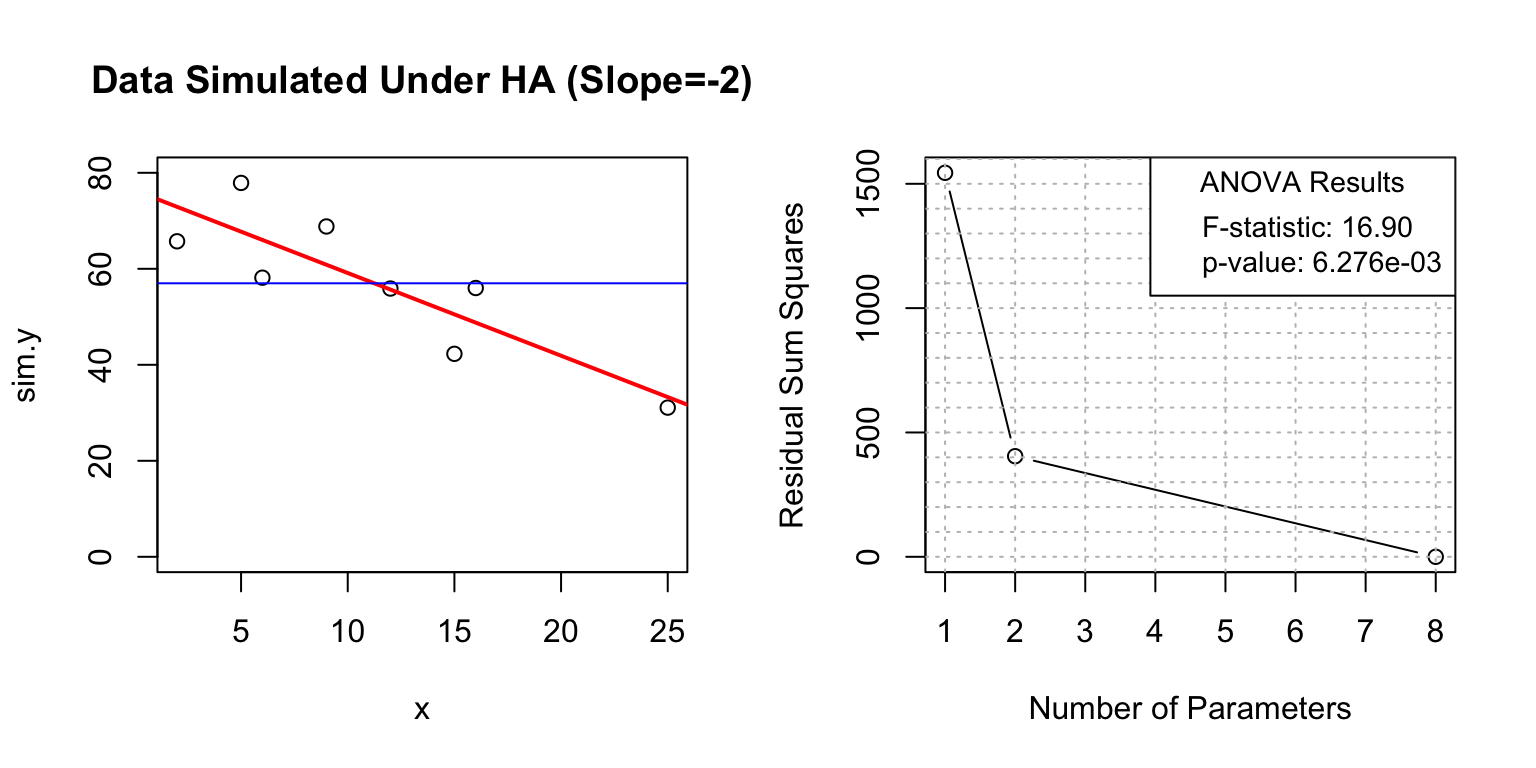 Data Simulated Under HA (Slope=-2)
sim.y
80
60
40
20
0
5 10 15 20 25
x
Residual Sum Squares
1500
1000
500
0
ANOVA Results
F-statistic: 16.90
p-value: 6.276e-03
1 2 3 4 5 6 7 8
Number of Parameters